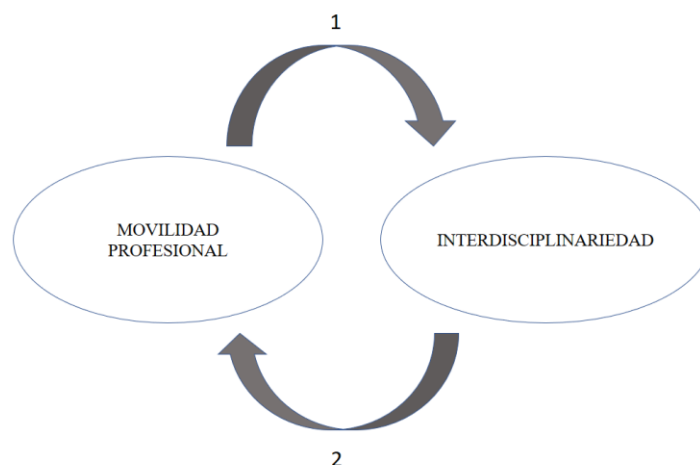 1
MOVILIDAD
PROFESIONAL
INTERDISCIPLINARIEDAD
2